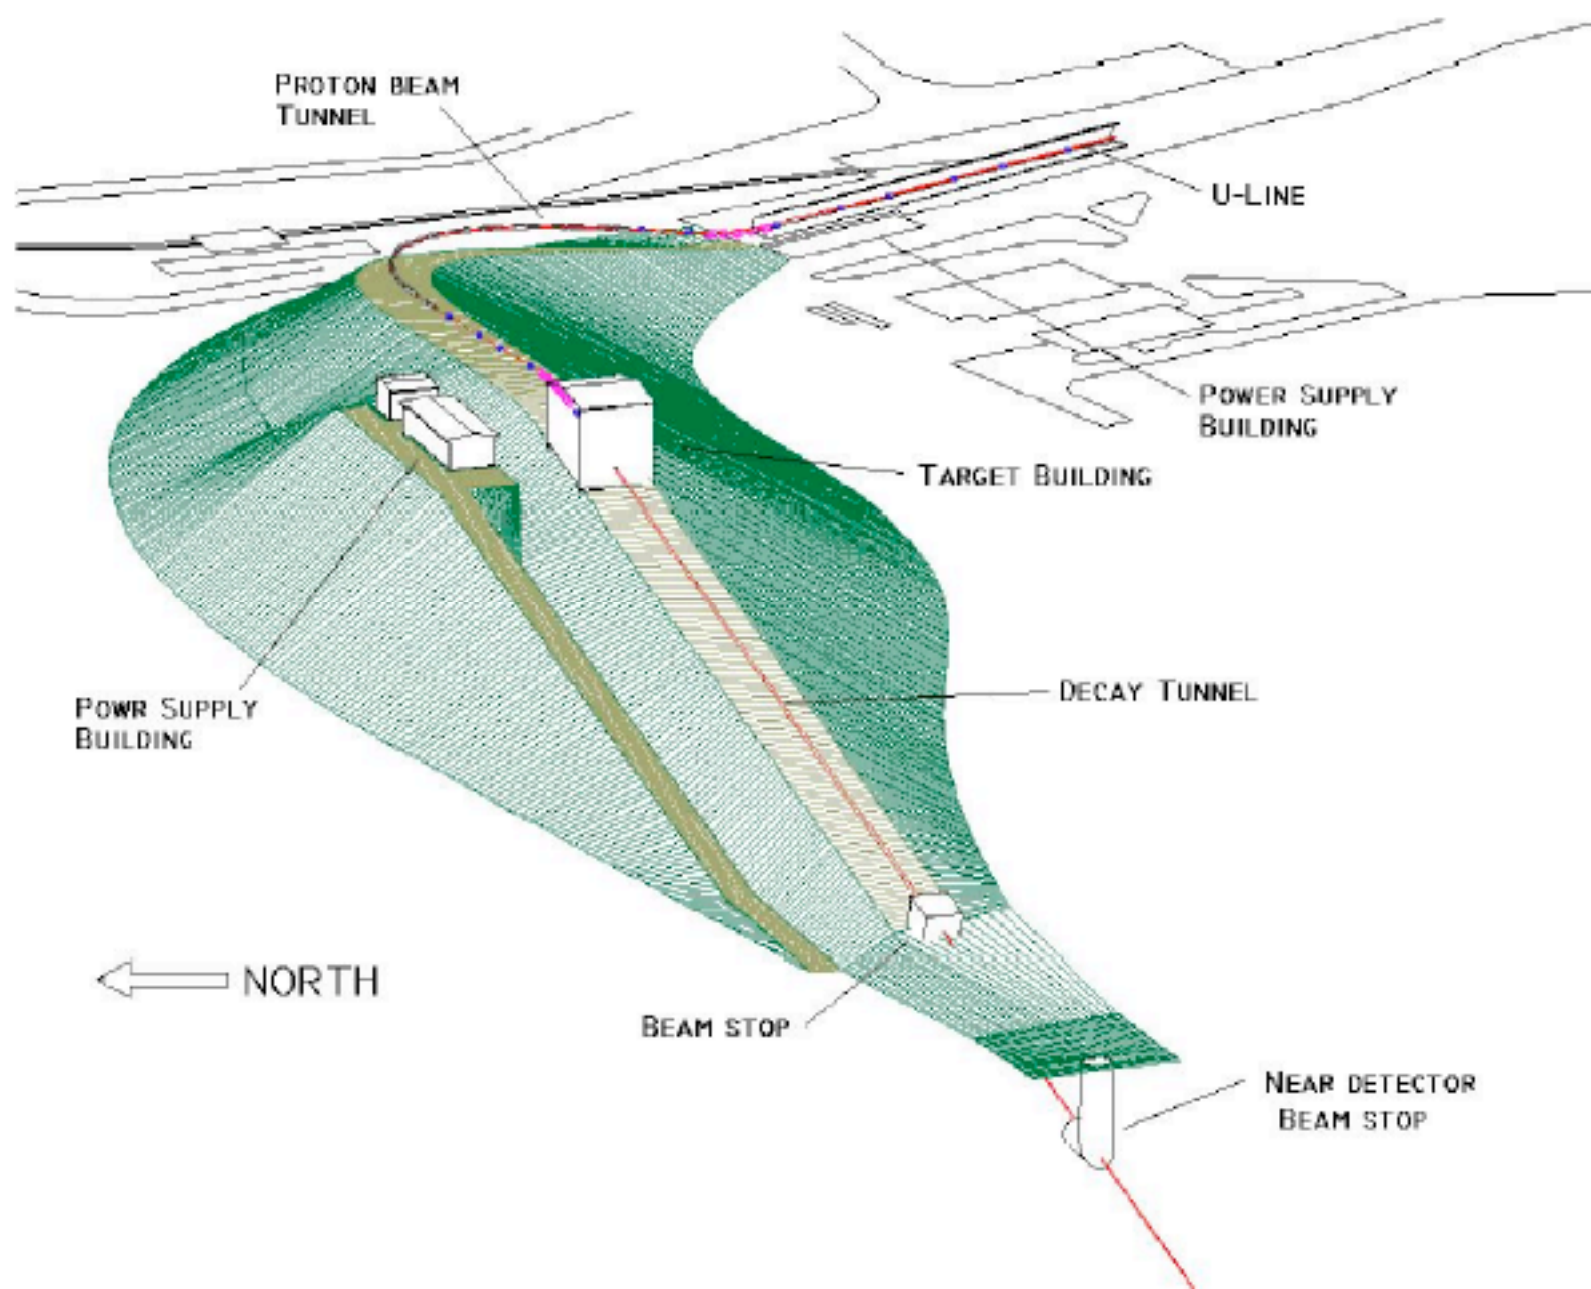 PROTON BEAM
TUNNEL
U-LINE
POWER SUPPLY
BUILDING
TARGET BUILDING
DECAY TUNNEL
POWR SUPPLY
BUILDING
NORTH
BEAM STOP
NEAR DETECTOR
BEAM STOP